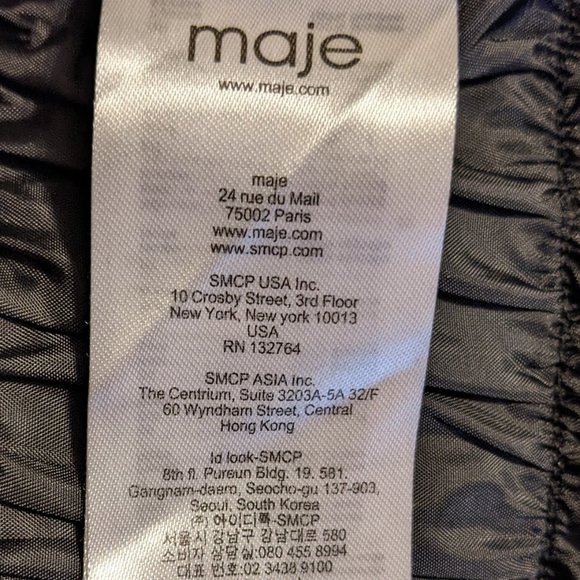 maje
www.maje.com
maje
24 rue du Mail
75002 Paris
www.maje.com
www.smcp.com
SMCP USA Inc.
10 Crosby Street, 3rd Floor
New York, New york 10013
USA
RN 132764
SMCP ASIA Inc.
The Centrium, Suite 3203A-5A 32/F
60 Wyndham Street, Central
Hong Kong
Id look-SMCP
8th fl. Pureun Bldg. 19. 581.
Gangnam-daero, Seocho-gu 137-903,
Seoul, South Korea
(주) 아이디룩-SMCP
서울시 강남구 강남대로 580
소비자 상담실:080 455 8994
대표 번호: 02 3438 9100